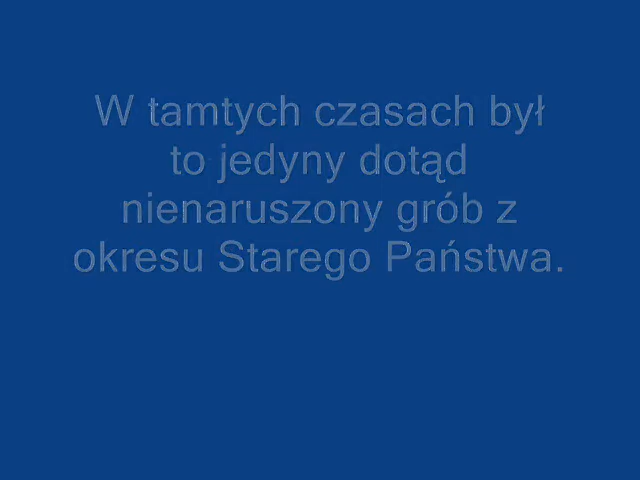 W tamtych czasach był
to jedyny dotąd
nienaruszony grób z
okresu Starego Państwa.